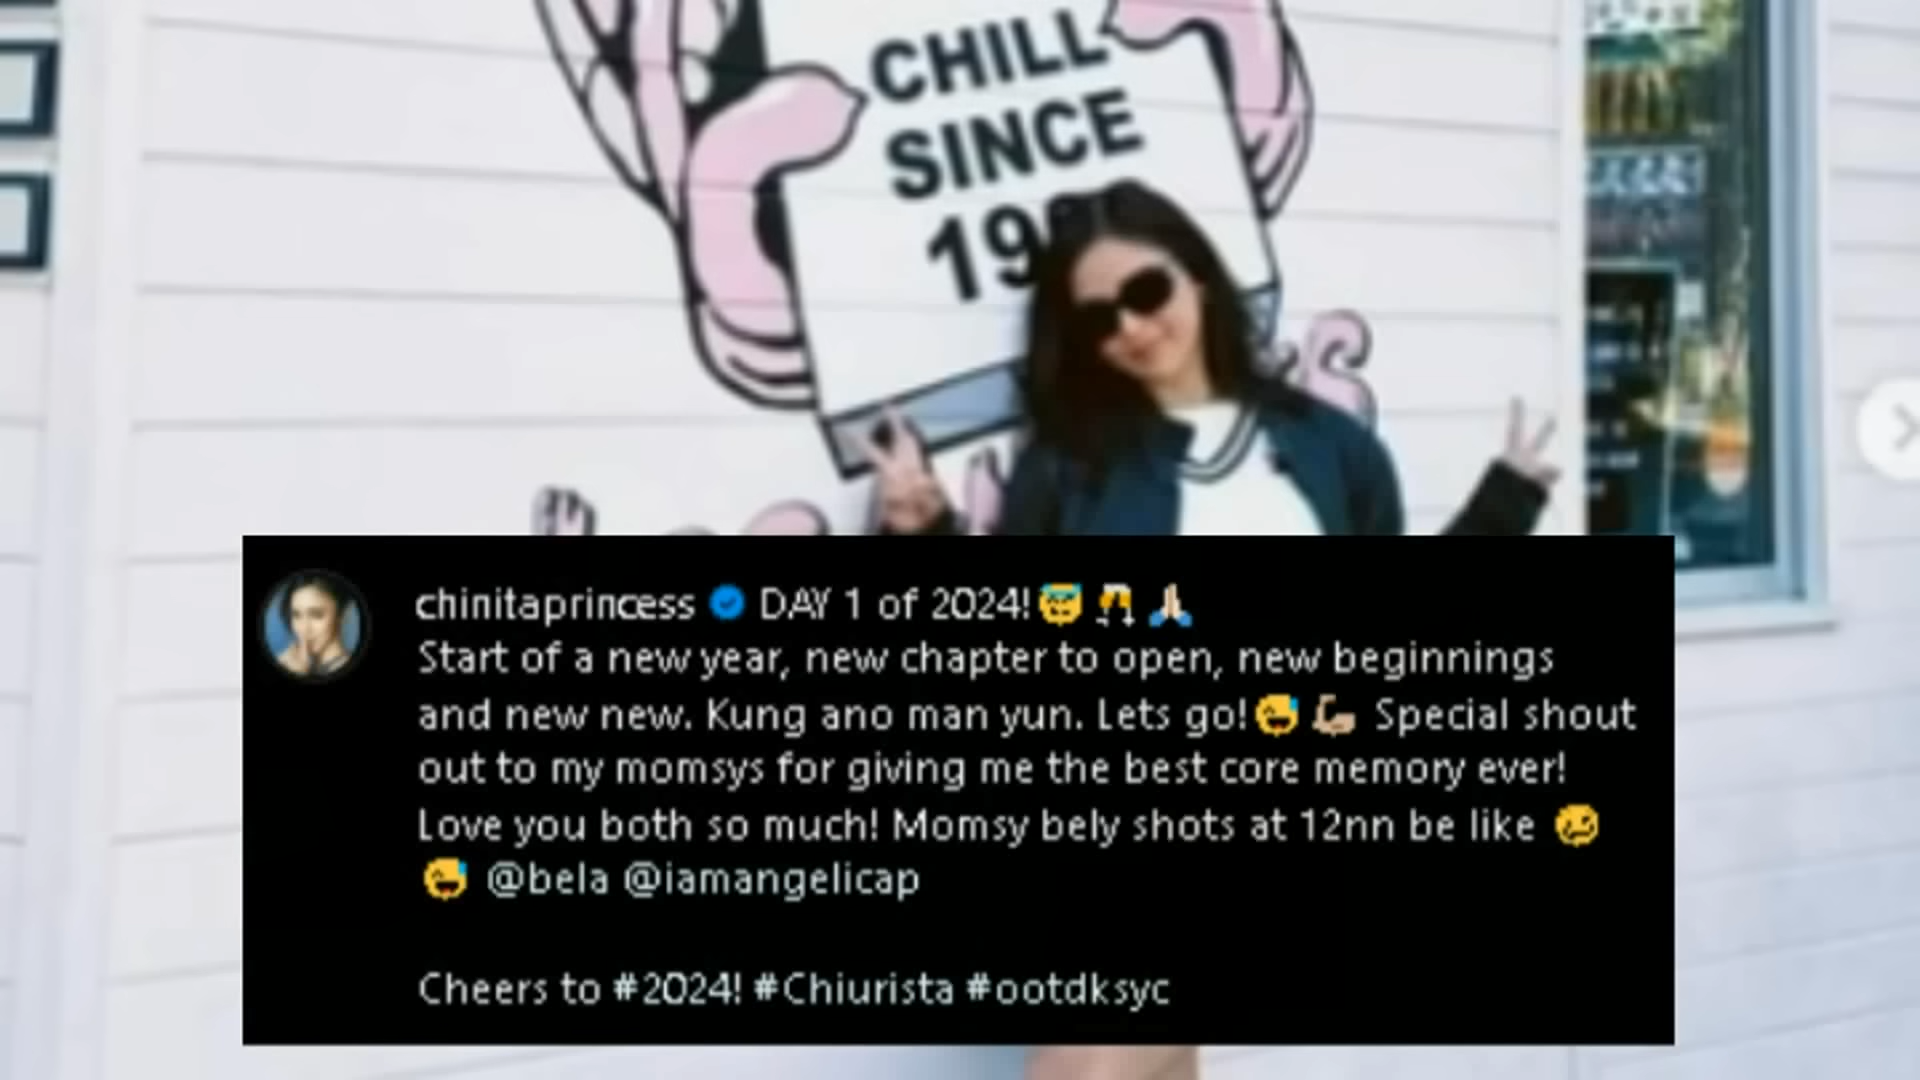 CHILL
SINCE
19
chinitaprincess DAY 1 of 2024!😇🥂🙏🏻
Start of a new year, new chapter to open, new beginnings
and new new. Kung ano man yun. Lets go!😅💪🏼 Special shout
out to my momsys for giving me the best core memory ever!
Love you both so much! Momsy bely shots at 12nn be like 🥴
😅 @bela @iamangelicap
Cheers to #2024! #Chiurista #ootdksyc